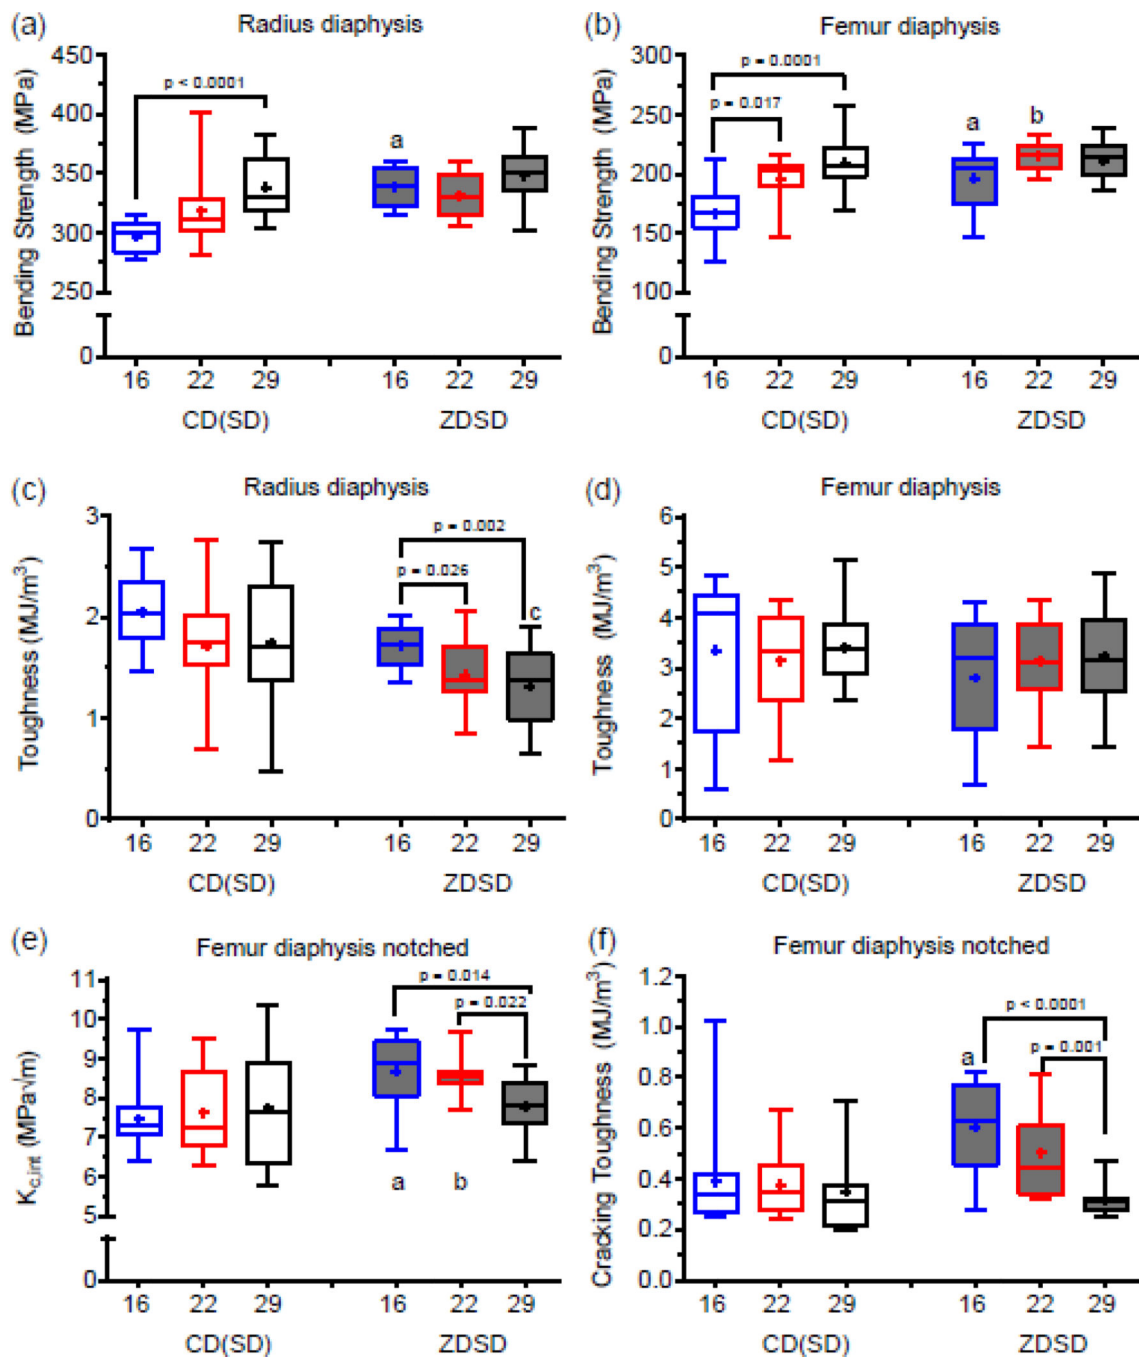 (a)
Radius diaphysis
Bending Strength (MPa)
450
400
350
300
250
0
p < 0.0001
a
16 22 29 16 22 29
CD(SD) ZDSD
(b)
Femur diaphysis
Bending Strength (MPa)
300
250
200
150
100
0
p = 0.0001
p = 0.017
a b
16 22 29 16 22 29
CD(SD) ZDSD
(c)
Radius diaphysis
Toughness (MJ/m³)
3
2
1
0
p = 0.002
p = 0.026
c
16 22 29 16 22 29
CD(SD) ZDSD
(d)
Femur diaphysis
Toughness (MJ/m³)
6
5
4
3
2
1
0
16 22 29 16 22 29
CD(SD) ZDSD
(e)
Femur diaphysis notched
Kc,int (MPa√m)
11
10
9
8
7
6
5
0
p = 0.014
p = 0.022
a b
16 22 29 16 22 29
CD(SD) ZDSD
(f)
Femur diaphysis notched
Cracking Toughness (MJ/m³)
1.2
1.0
0.8
0.6
0.4
0.2
0.0
p < 0.0001
p = 0.001
a
16 22 29 16 22 29
CD(SD) ZDSD